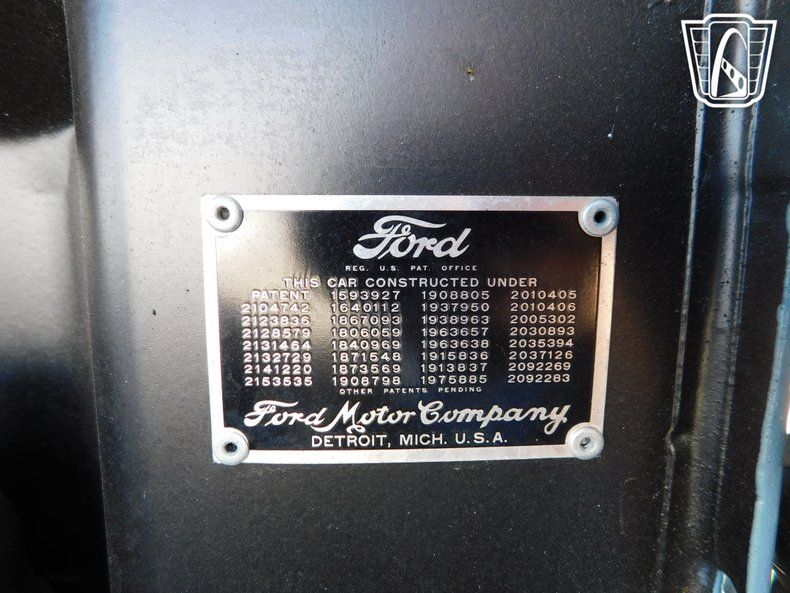 Ford
REG. U.S. PAT. OFFICE
THIS CAR CONSTRUCTED UNDER
PATENT 1593927 1908805 2010405
2104742 1640112 1937950 2010406
2123836 1867093 1938963 2005302
2128579 1806059 1963657 2030893
2131464 1840969 1963638 2035394
2132729 1871548 1915836 2037126
2141220 1873569 1913837 2092269
2153535 1908798 1975885 2092283
OTHER PATENTS PENDING
Ford Motor Company
DETROIT, MICH. U.S.A.